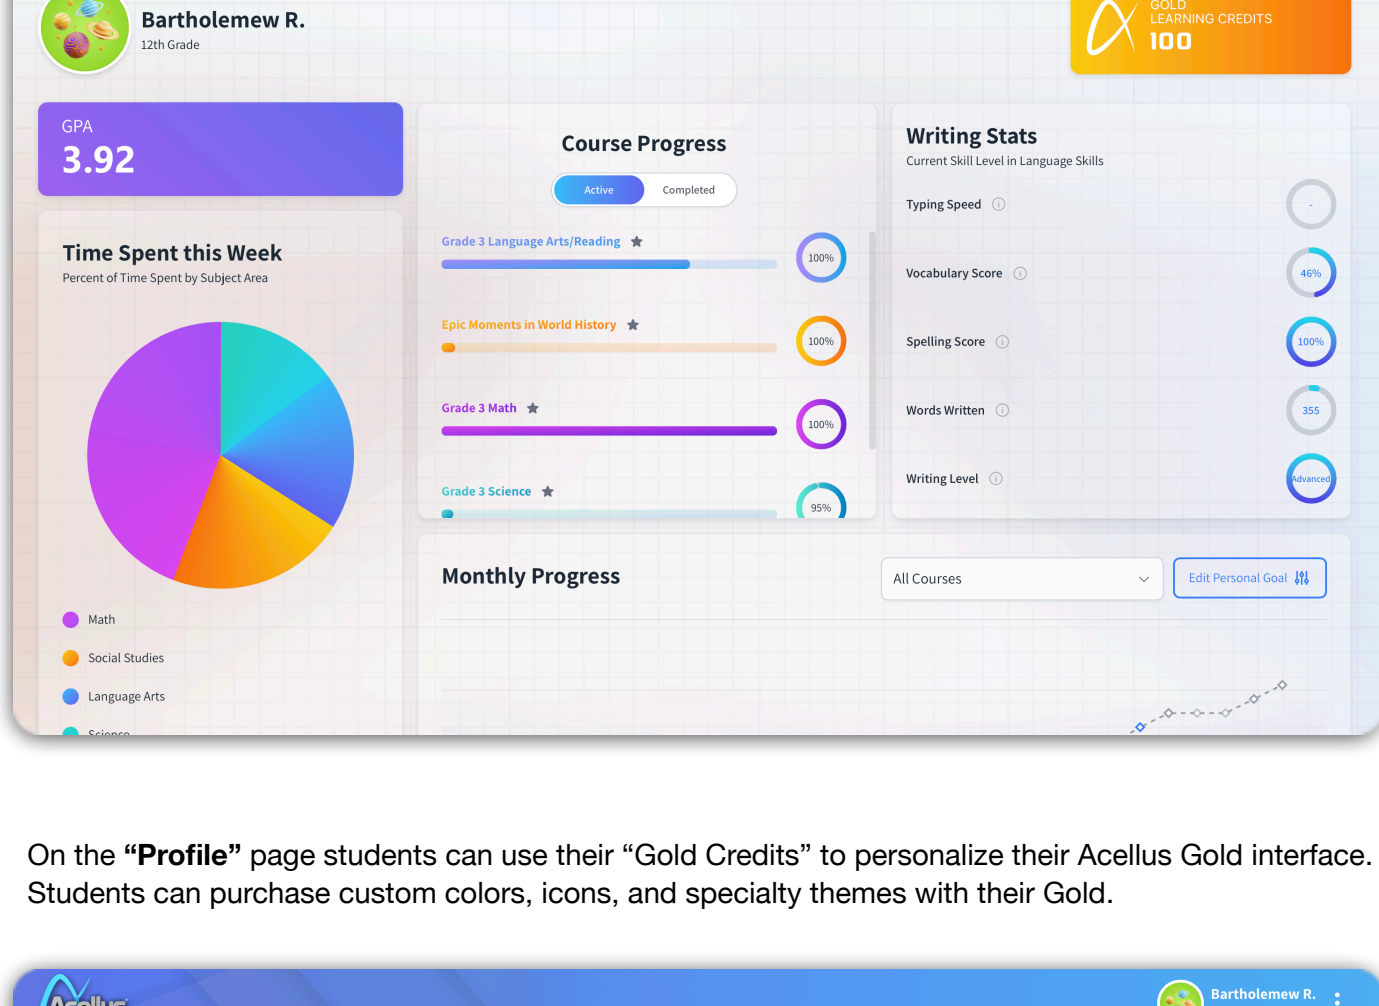 Bartholemew R.
12th Grade
GOLD
LEARNING CREDITS
100
GPA
3.92
Time Spent this Week
Percent of Time Spent by Subject Area
Math
Social Studies
Language Arts
Science
Course Progress
Active
Completed
Grade 3 Language Arts/Reading
100%
Epic Moments in World History
100%
Grade 3 Math
100%
Grade 3 Science
95%
Writing Stats
Current Skill Level in Language Skills
Typing Speed
-
Vocabulary Score
46%
Spelling Score
100%
Words Written
355
Writing Level
Advanced
Monthly Progress
All Courses
Edit Personal Goal
On the “Profile” page students can use their “Gold Credits” to personalize their Acellus Gold interface.
Students can purchase custom colors, icons, and specialty themes with their Gold.
Acellus
Bartholemew R.